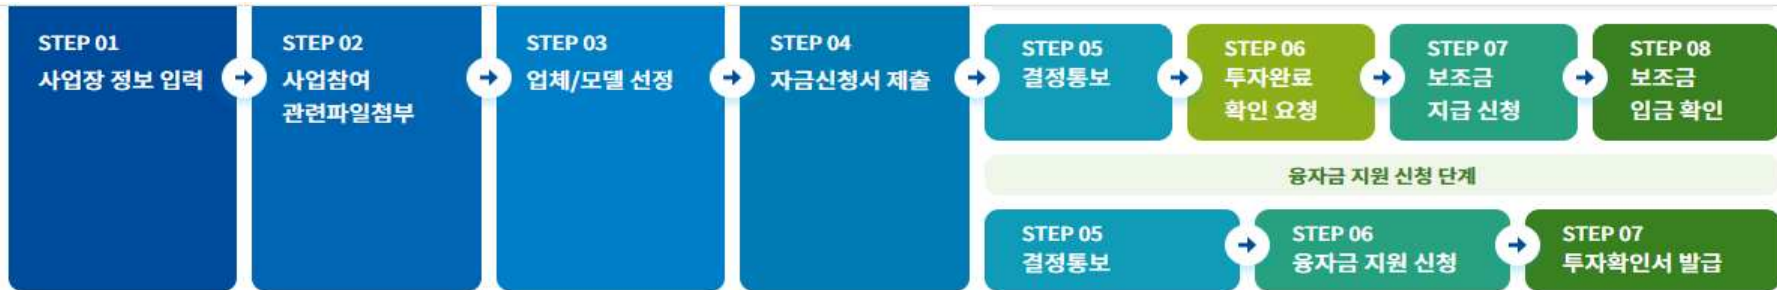 STEP 01
사업장 정보 입력
STEP 02
사업참여
관련파일첨부
STEP 03
업체/모델 선정
STEP 04
자금신청서 제출
STEP 05
결정통보
STEP 06
투자완료
확인 요청
STEP 07
보조금
지급 신청
STEP 08
보조금
입금 확인
융자금 지원 신청 단계
STEP 05
결정통보
STEP 06
융자금 지원 신청
STEP 07
투자확인서 발급